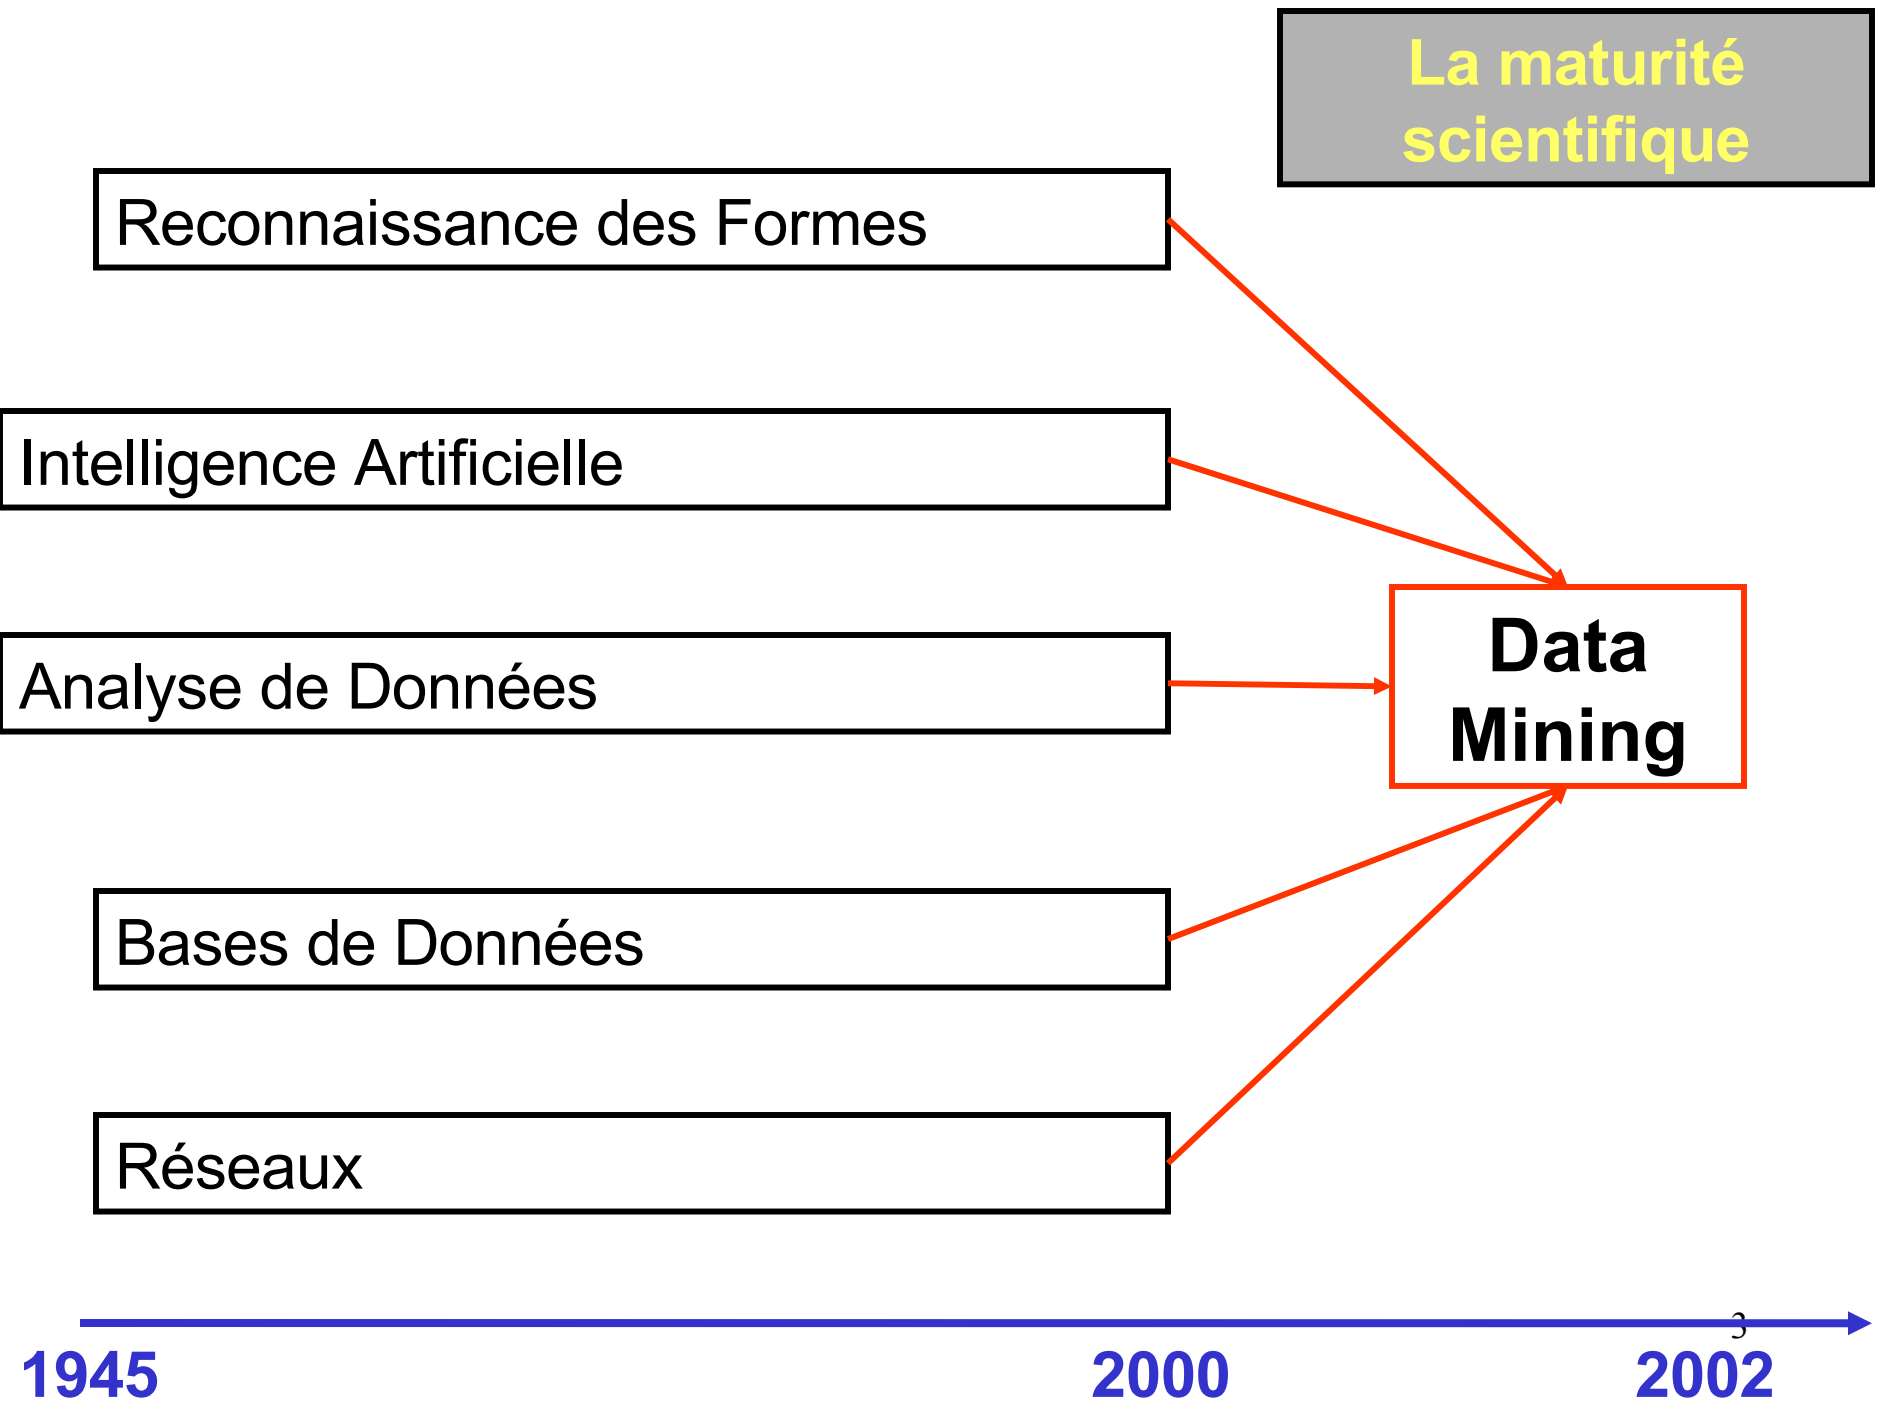 La maturité
scientifique
Reconnaissance des Formes
Intelligence Artificielle
Analyse de Données
Data
Mining
Bases de Données
Réseaux
3
1945
2000
2002